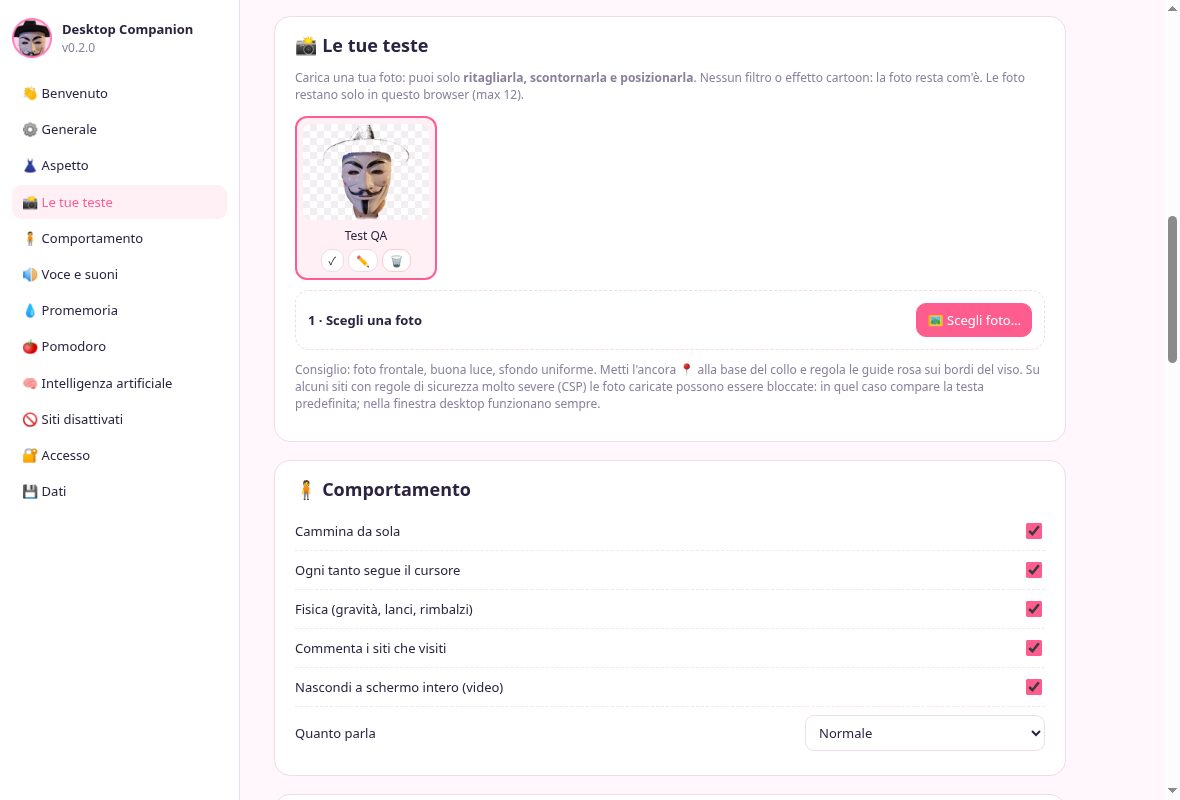 Desktop Companion
v0.2.0
👋 Benvenuto
⚙️ Generale
👗 Aspetto
📸 Le tue teste
🧍 Comportamento
🔊 Voce e suoni
💧 Promemoria
🍅 Pomodoro
🧠 Intelligenza artificiale
🚫 Siti disattivati
🔐 Accesso
💾 Dati
📸 Le tue teste
Carica una tua foto: puoi solo ritagliarla, scontornarla e posizionarla. Nessun filtro o effetto cartoon: la foto resta com'è. Le foto
restano solo in questo browser (max 12).
Test QA
✓ ✏️ 🗑️
1 · Scegli una foto
🖼️ Scegli foto...
Consiglio: foto frontale, buona luce, sfondo uniforme. Metti l'ancora 📍 alla base del collo e regola le guide rosa sui bordi del viso. Su
alcuni siti con regole di sicurezza molto severe (CSP) le foto caricate possono essere bloccate: in quel caso compare la testa
predefinita; nella finestra desktop funzionano sempre.
🧍 Comportamento
Cammina da sola
Ogni tanto segue il cursore
Fisica (gravità, lanci, rimbalzi)
Commenta i siti che visiti
Nascondi a schermo intero (video)
Quanto parla
Normale